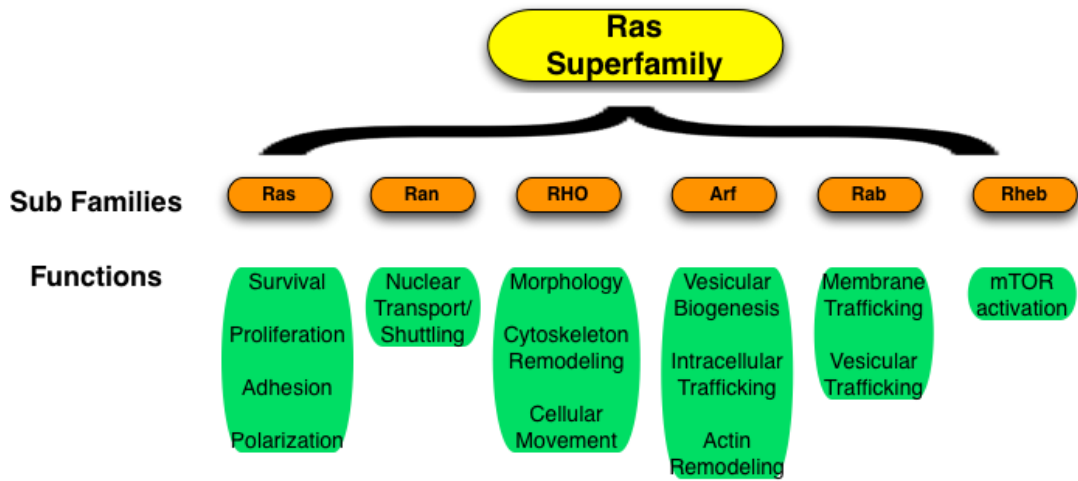 Ras
Superfamily
Sub Families
Ras
Ran
RHO
Arf
Rab
Rheb
Functions
Survival
Proliferation
Adhesion
Polarization
Nuclear
Transport/
Shuttling
Morphology
Cytoskeleton
Remodeling
Cellular
Movement
Vesicular
Biogenesis
Intracellular
Trafficking
Actin
Remodeling
Membrane
Trafficking
Vesicular
Trafficking
mTOR
activation